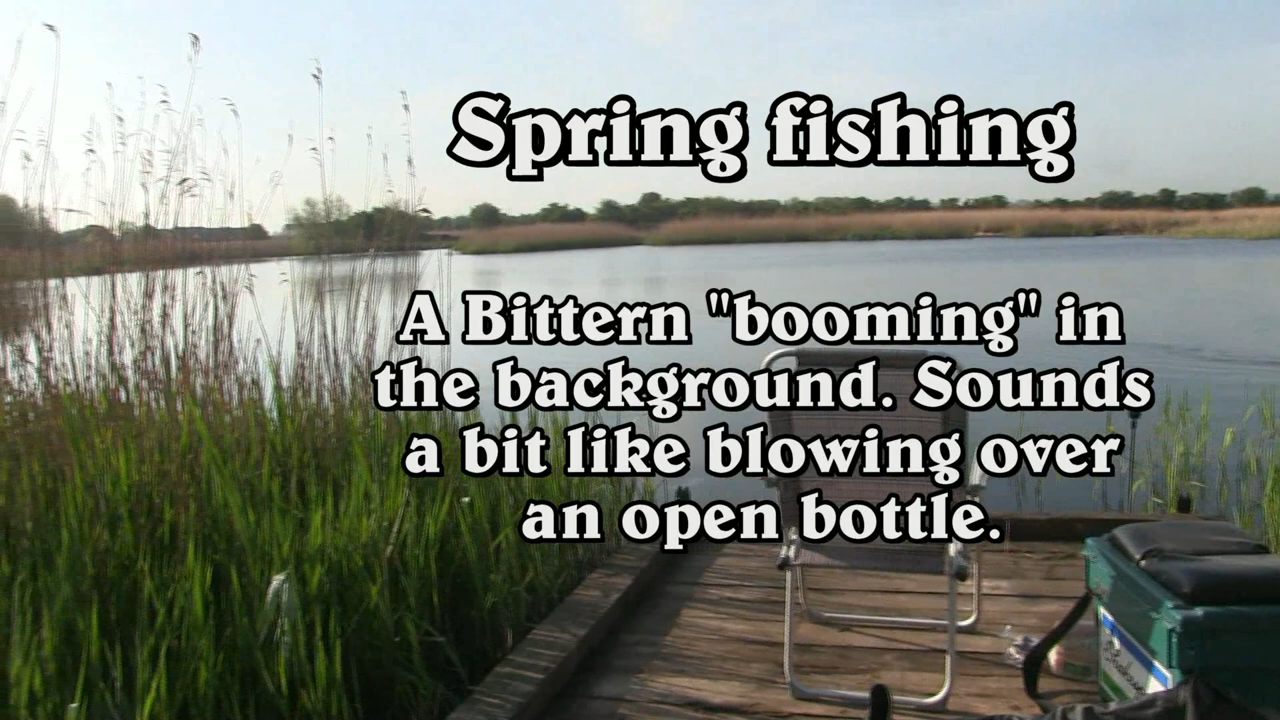 Spring fishing
A Bittern "booming" in
the background. Sounds
a bit like blowing over
an open bottle.